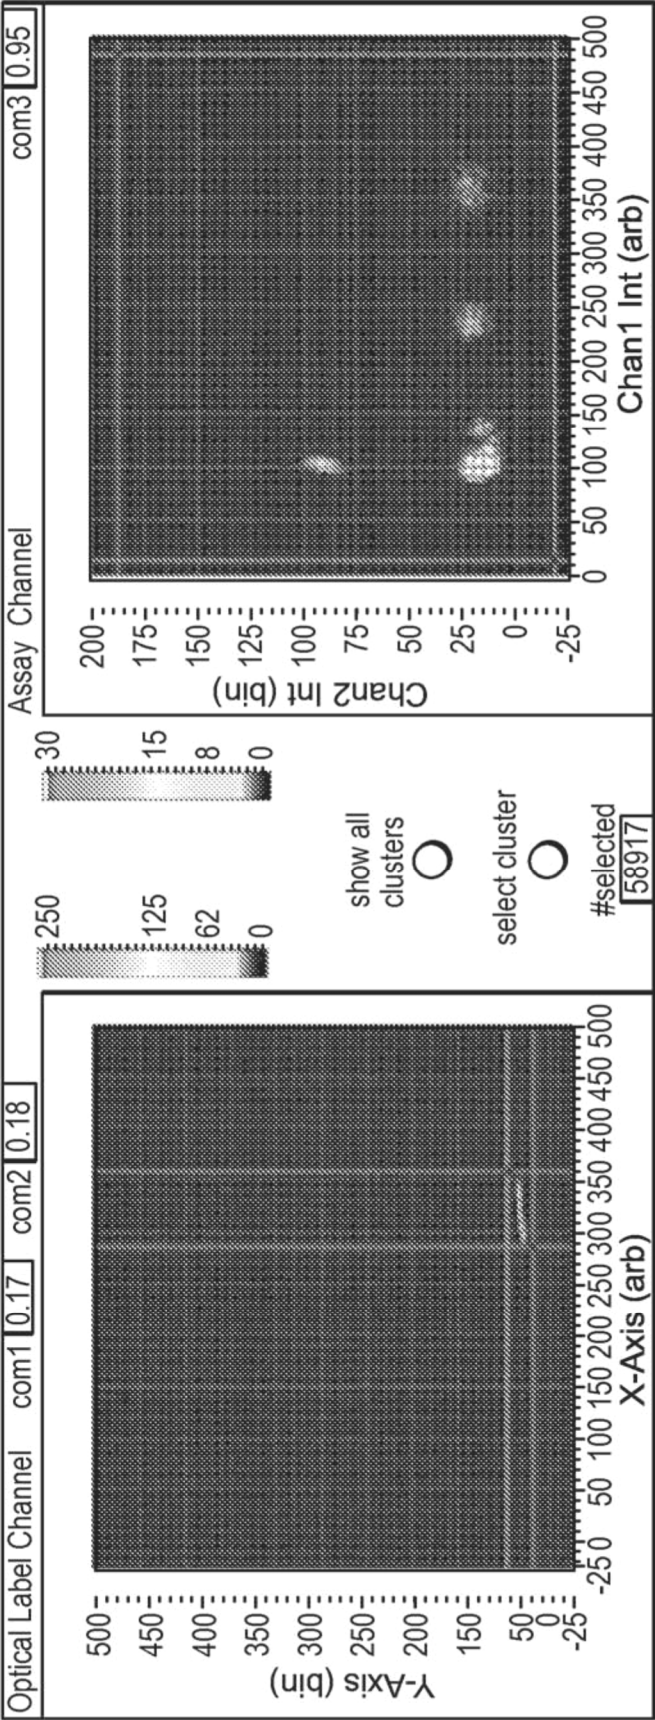 Optical Label Channel com1 0.17 com2 0.18
500
450
400
350
300
250
200
150
100
50
0
-25
Y-Axis (bin)
-25 0 50 100 150 200 250 300 350 400 450 500
X-Axis (arb)
250
125
62
0
30
15
8
0
show all
clusters
select cluster
#selected
58917
Assay Channel com3 0.95
200
175
150
125
100
75
50
25
0
-25
Chan2 Int (bin)
0 50 100 150 200 250 300 350 400 450 500
Chan1 Int (arb)